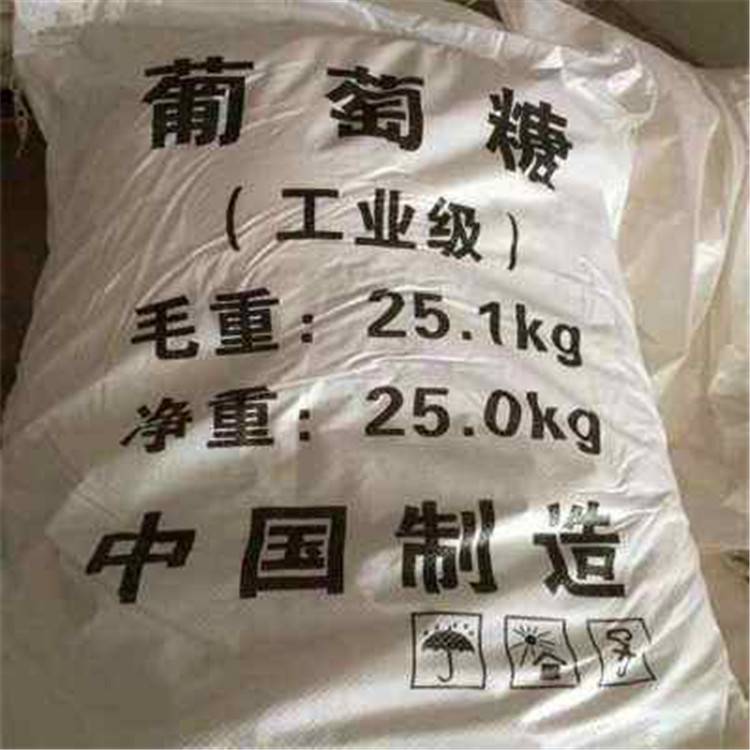 葡萄糖
(工业级)
毛重: 25.1kg
净重: 25.0kg
中国制造